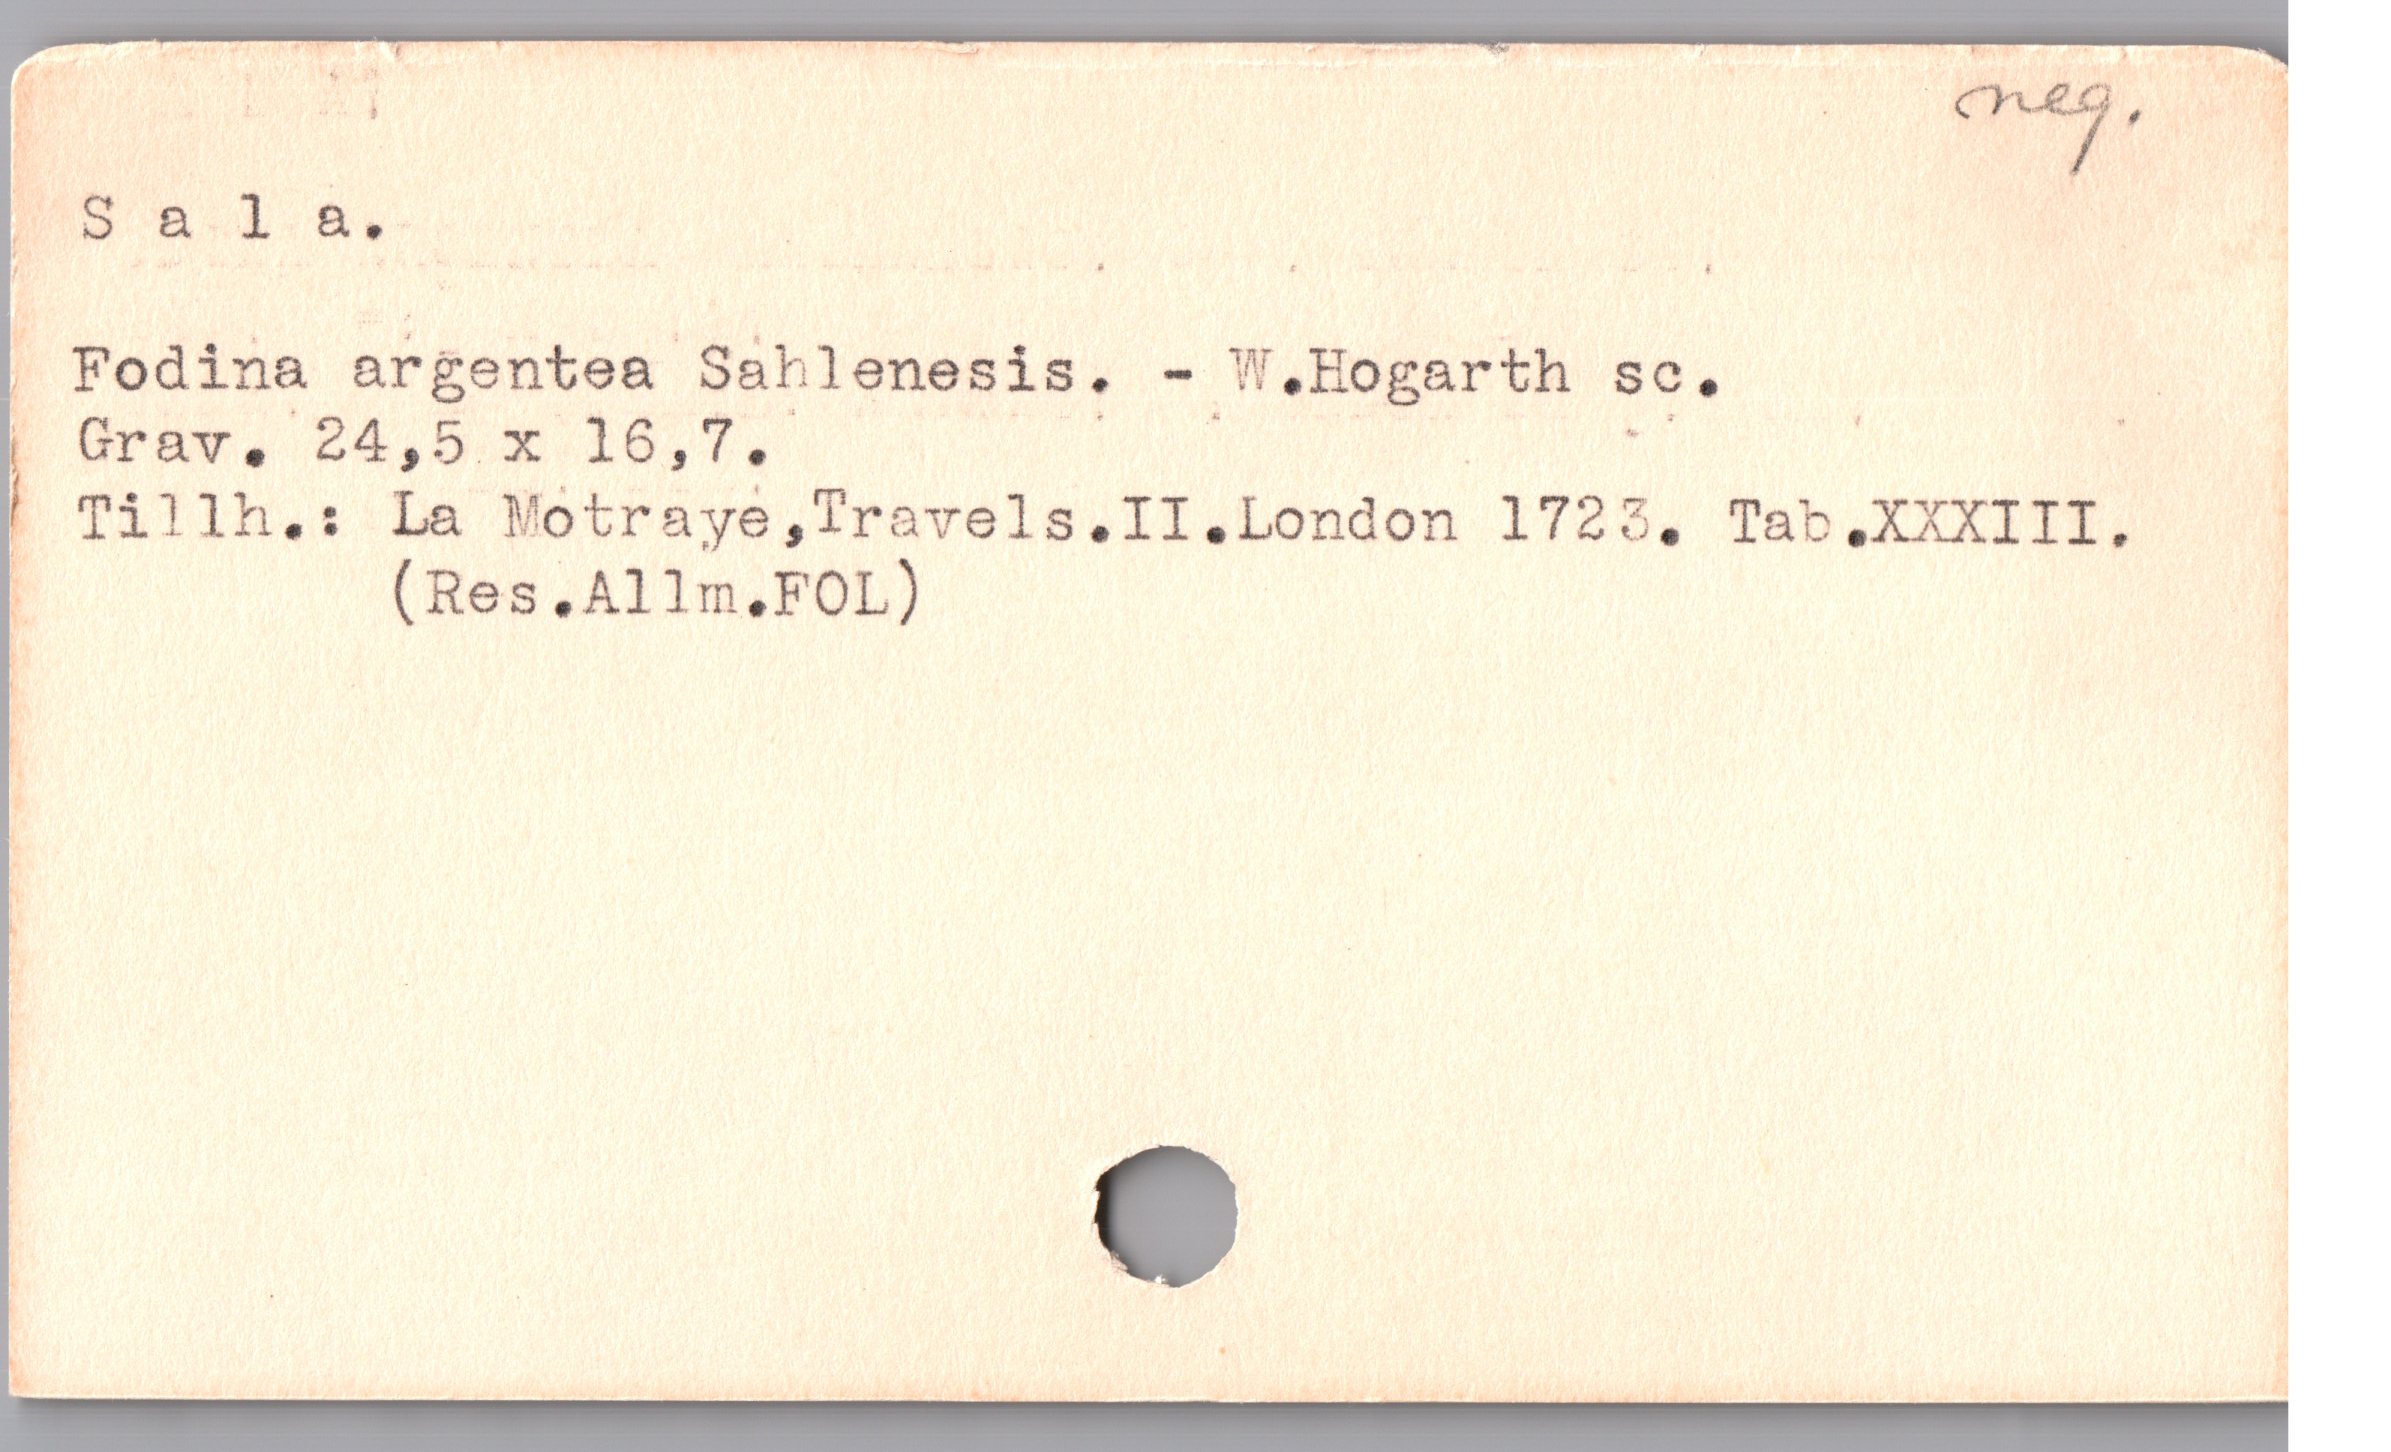 neg.
S a l a.
Fodina argentea Sahlenesis. - W.Hogarth sc.
Grav. 24,5 x 16,7.
Tillh.: La Motraye,Travels.II.London 1723. Tab.XXXIII.
(Res.Allm.FOL)